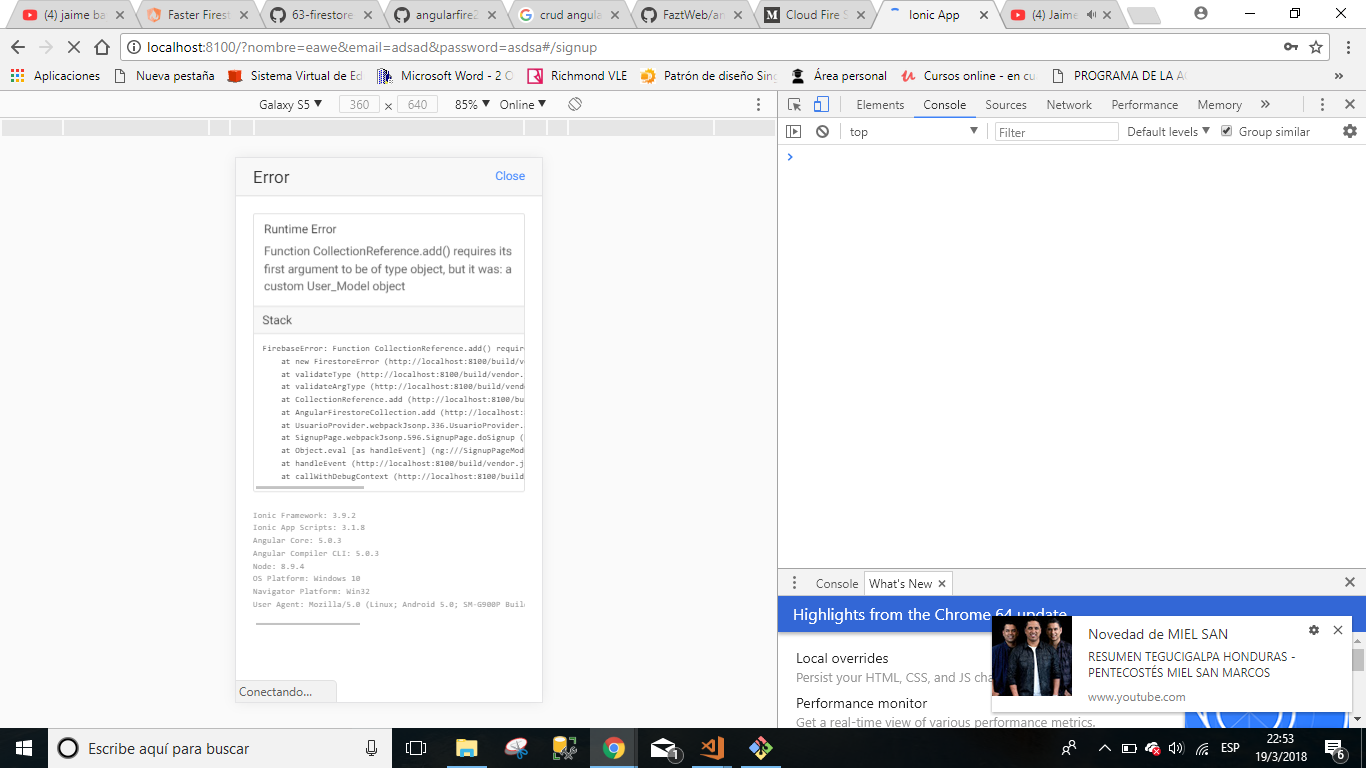 (4) jaime ba
Faster Firest
63-firestore
angularfire2
crud angula
FaztWeb/an
Cloud Fire S
Ionic App
(4) Jaime
localhost:8100/?nombre=eawe&email=adsad&password=asdsa#/signup
Aplicaciones
Nueva pestaña
Sistema Virtual de Ed
Microsoft Word - 2 O
Richmond VLE
Patrón de diseño Sing
Área personal
Cursos online - en cu
PROGRAMA DE LA A
Galaxy S5 ▼ 360 × 640 85% ▼ Online ▼
Elements Console Sources Network Performance Memory »
top ▼ Filter Default levels ▼ Group similar
Error Close
Runtime Error
Function CollectionReference.add() requires its
first argument to be of type object, but it was: a
custom User_Model object
Stack
FirebaseError: Function CollectionReference.add() requir
at new FirestoreError (http://localhost:8100/build/v
at validateType (http://localhost:8100/build/vendor.
at validateArgType (http://localhost:8100/build/vend
at CollectionReference.add (http://localhost:8100/bu
at AngularFirestoreCollection.add (http://localhost:
at UsuarioProvider.webpackJsonp.336.UsuarioProvider.
at SignupPage.webpackJsonp.596.SignupPage.doSignup (
at Object.eval [as handleEvent] (ng:///SignupPageMod
at handleEvent (http://localhost:8100/build/vendor.j
at callWithDebugContext (http://localhost:8100/build
Ionic Framework: 3.9.2
Ionic App Scripts: 3.1.8
Angular Core: 5.0.3
Angular Compiler CLI: 5.0.3
Node: 8.9.4
OS Platform: Windows 10
Navigator Platform: Win32
User Agent: Mozilla/5.0 (Linux; Android 5.0; SM-G900P Buil
Conectando...
Console What's New
Highlights from the Chrome 64 update
Local overrides
Persist your HTML, CSS, and JS cha
Performance monitor
Get a real-time view of various performance metrics.
Novedad de MIEL SAN
RESUMEN TEGUCIGALPA HONDURAS -
PENTECOSTÉS MIEL SAN MARCOS
www.youtube.com
Escribe aquí para buscar
1
ESP
22:53
19/3/2018
6